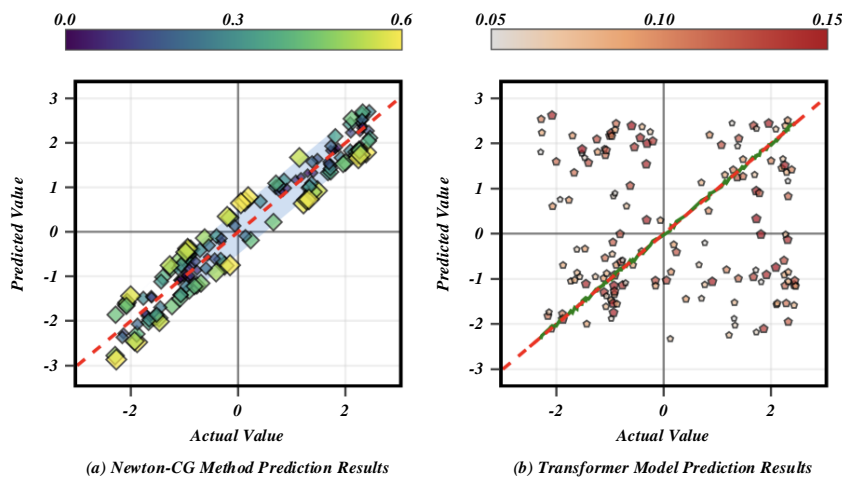 0.0 0.3 0.6
0.05 0.10 0.15
3
2
1
0
-1
-2
-3
Predicted Value
-2 0 2
Actual Value
(a) Newton-CG Method Prediction Results
3
2
1
0
-1
-2
-3
Predicted Value
-2 0 2
Actual Value
(b) Transformer Model Prediction Results